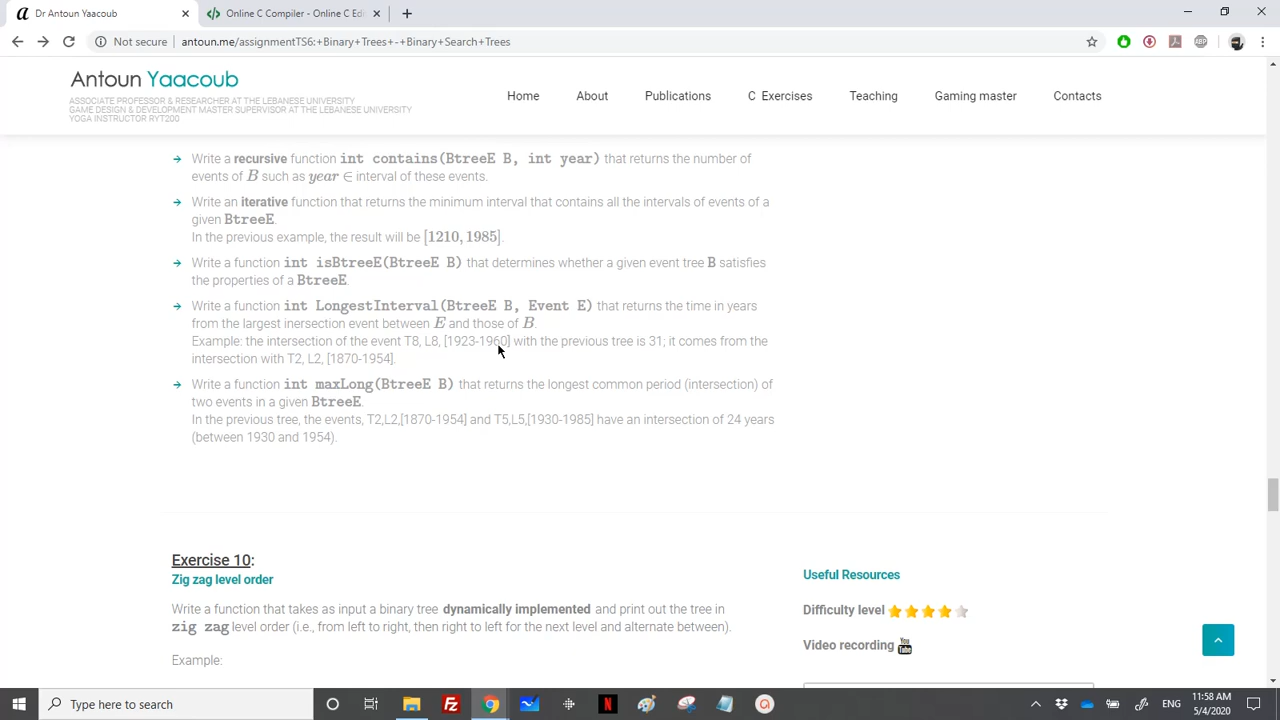 Dr Antoun Yaacoub
Online C Compiler - Online C Edi
Not secure | antoun.me/assignmentTS6:+Binary+Trees+-+Binary+Search+Trees
ABP
Antoun Yaacoub
ASSOCIATE PROFESSOR & RESEARCHER AT THE LEBANESE UNIVERSITY
GAME DESIGN & DEVELOPMENT MASTER SUPERVISOR AT THE LEBANESE UNIVERSITY
YOGA INSTRUCTOR RYT200
Home About Publications C Exercises Teaching Gaming master Contacts
Write a recursive function int contains(BtreeE B, int year) that returns the number of
events of B such as year ∈ interval of these events.
Write an iterative function that returns the minimum interval that contains all the intervals of events of a
given BtreeE.
In the previous example, the result will be [1210, 1985].
Write a function int isBtreeE(BtreeE B) that determines whether a given event tree B satisfies
the properties of a BtreeE.
Write a function int LongestInterval(BtreeE B, Event E) that returns the time in years
from the largest inersection event between E and those of B.
Example: the intersection of the event T8, L8, [1923-1960] with the previous tree is 31; it comes from the
intersection with T2, L2, [1870-1954].
Write a function int maxLong(BtreeE B) that returns the longest common period (intersection) of
two events in a given BtreeE.
In the previous tree, the events, T2,L2,[1870-1954] and T5,L5,[1930-1985] have an intersection of 24 years
(between 1930 and 1954).
Exercise 10:
Zig zag level order
Write a function that takes as input a binary tree dynamically implemented and print out the tree in
zig zag level order (i.e., from left to right, then right to left for the next level and alternate between).
Example:
Useful Resources
Difficulty level
Video recording You Tube
Type here to search
ENG
11:58 AM
5/4/2020